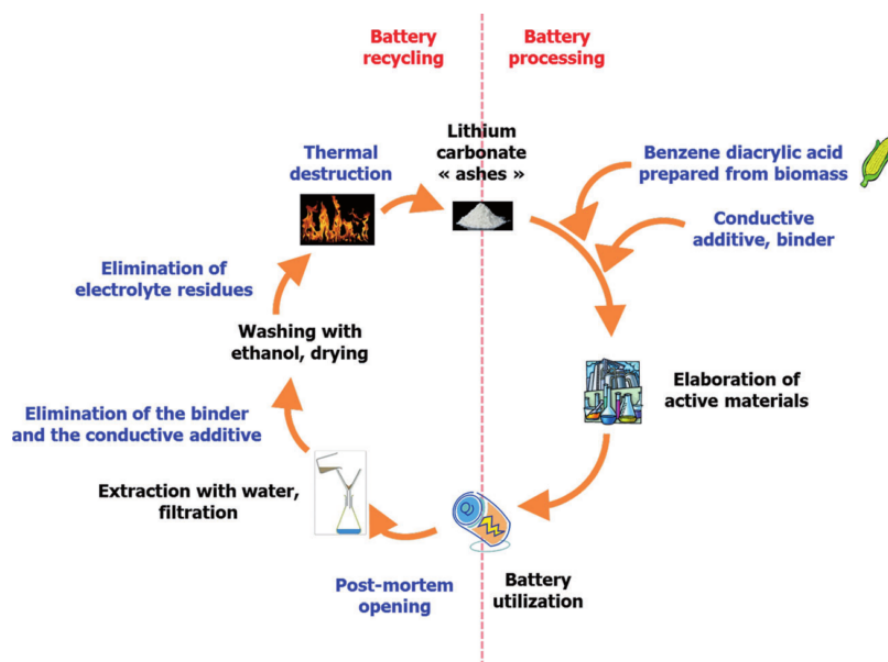 Battery
recycling
Battery
processing
Lithium
carbonate
« ashes »
Thermal
destruction
Benzene diacrylic acid
prepared from biomass
Conductive
additive, binder
Elimination of
electrolyte residues
Washing with
ethanol, drying
Elaboration of
active materials
Elimination of the binder
and the conductive additive
Extraction with water,
filtration
Post-mortem
opening
Battery
utilization